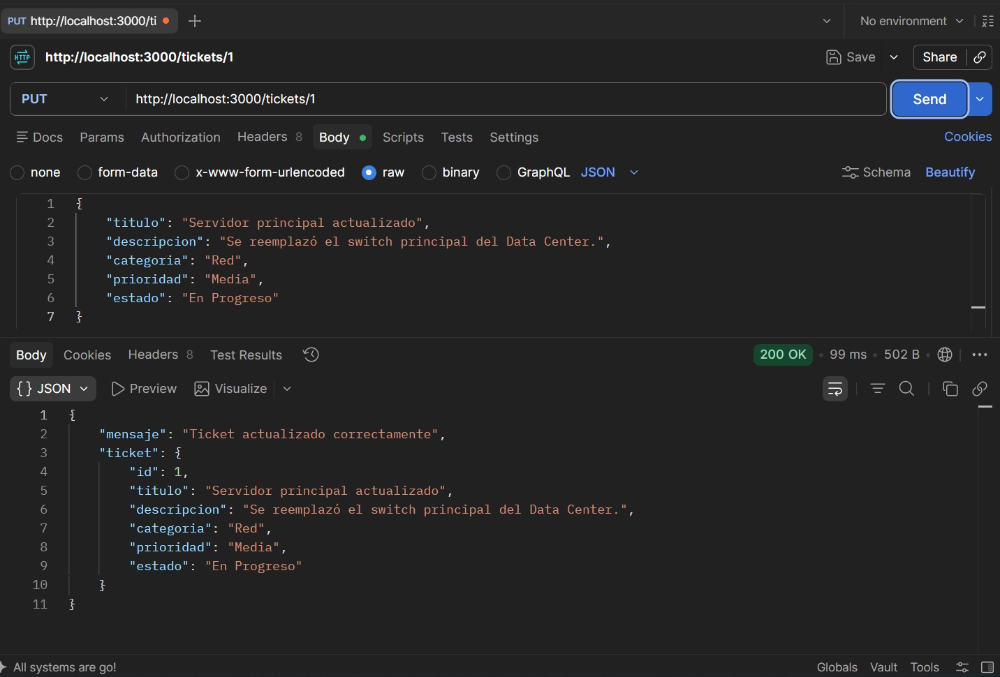 PUT http://localhost:3000/ti
No environment
HTTP http://localhost:3000/tickets/1
Save
Share
PUT http://localhost:3000/tickets/1
Send
Docs Params Authorization Headers 8 Body Scripts Tests Settings
Cookies
none form-data x-www-form-urlencoded raw binary GraphQL JSON
Schema Beautify
1 {
2 "titulo": "Servidor principal actualizado",
3 "descripcion": "Se reemplazó el switch principal del Data Center.",
4 "categoria": "Red",
5 "prioridad": "Media",
6 "estado": "En Progreso"
7 }
Body Cookies Headers 8 Test Results
200 OK • 99 ms • 502 B •
{} JSON Preview Visualize
1 {
2 "mensaje": "Ticket actualizado correctamente",
3 "ticket": {
4 "id": 1,
5 "titulo": "Servidor principal actualizado",
6 "descripcion": "Se reemplazó el switch principal del Data Center.",
7 "categoria": "Red",
8 "prioridad": "Media",
9 "estado": "En Progreso"
10 }
11 }
All systems are go!
Globals Vault Tools